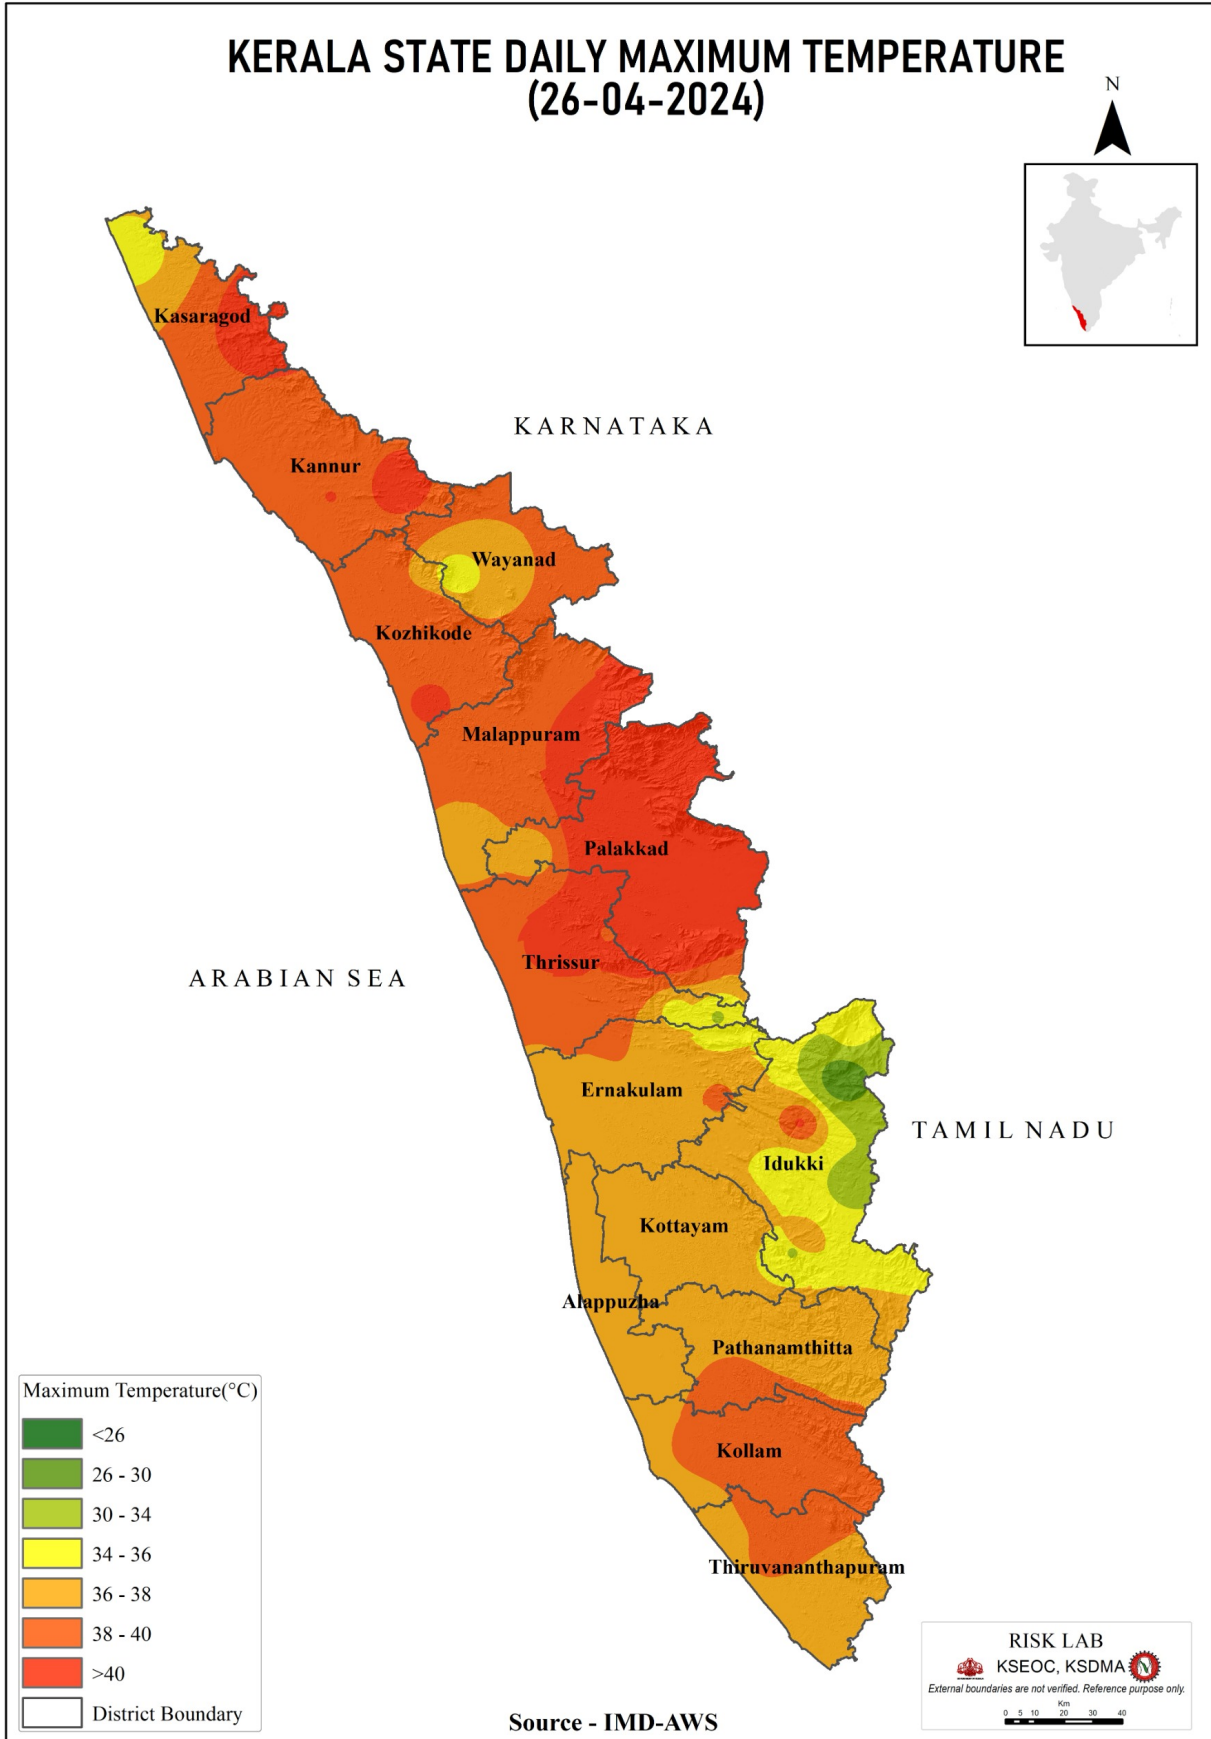 KERALA STATE DAILY MAXIMUM TEMPERATURE
(26-04-2024)
N
Kasaragod
KARNATAKA
Kannur
Wayanad
Kozhikode
Malappuram
Palakkad
Thrissur
ARABIAN SEA
Ernakulam
TAMIL NADU
Idukki
Kottayam
Alappuzha
Pathanamthitta
Kollam
Thiruvananthapuram
Maximum Temperature(°C)
<26
26 - 30
30 - 34
34 - 36
36 - 38
38 - 40
>40
District Boundary
RISK LAB
KSEOC, KSDMA
External boundaries are not verified. Reference purpose only.
Km
0 5 10 20 30 40
Source - IMD-AWS